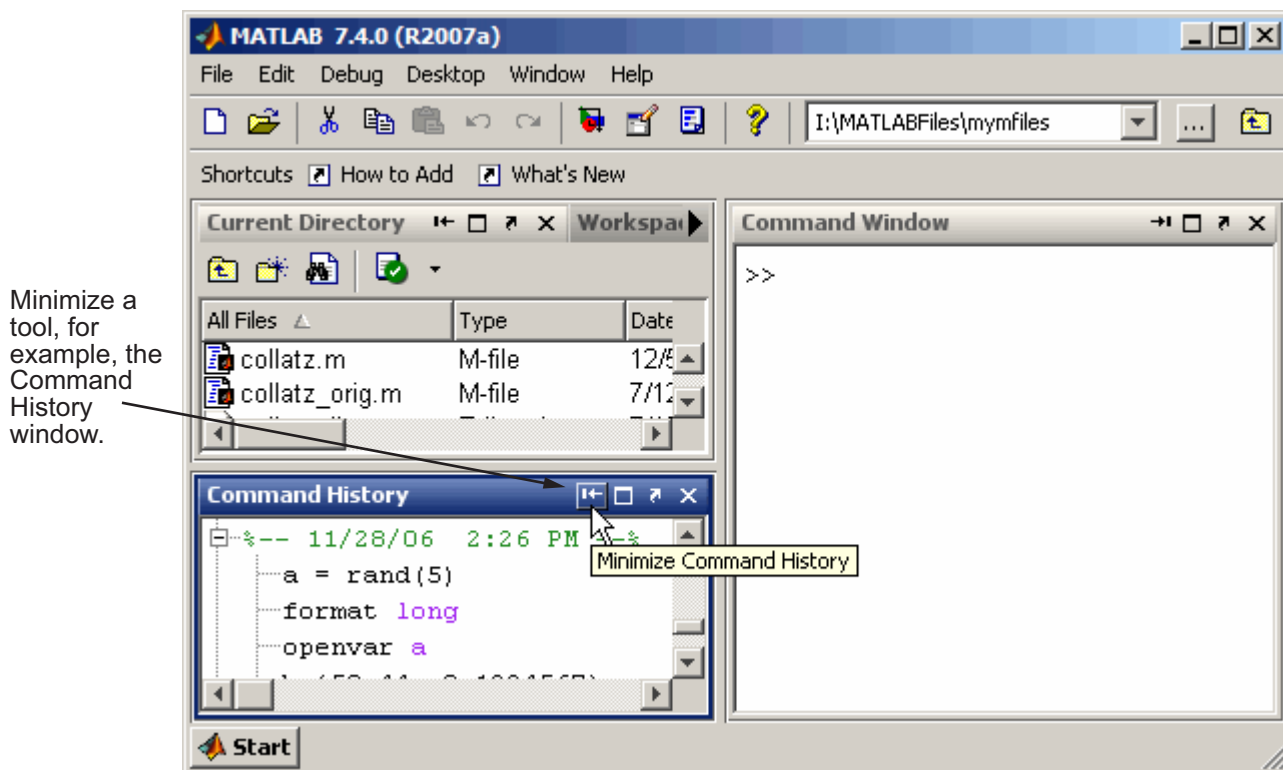 MATLAB 7.4.0 (R2007a)
File Edit Debug Desktop Window Help
I:\MATLABFiles\mymfiles ...
Shortcuts How to Add What's New
Current Directory Command Window
>>
All Files Type Date
collatz.m M-file
collatz_orig.m M-file
Minimize a
tool, for
example, the
Command
History
window.
Command History
%-- 11/28/06 2:26 PM --%
Minimize Command History
a = rand(5)
format long
openvar a
Start